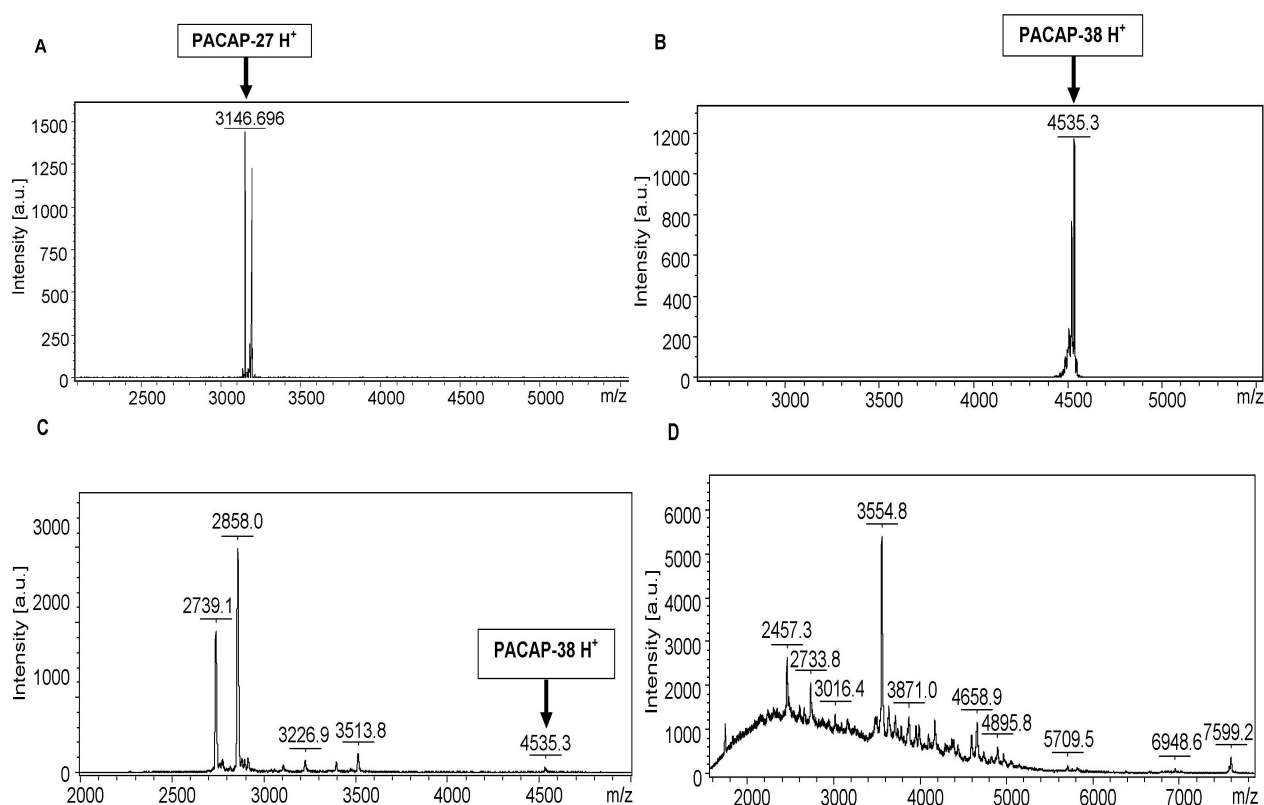 A
PACAP-27 H+
3146.696
Intensity [a.u.]
1500
1250
1000
750
500
250
0
2500 3000 3500 4000 4500 5000 m/z
B
PACAP-38 H+
4535.3
Intensity [a.u.]
1200
1000
800
600
400
200
0
3000 3500 4000 4500 5000 m/z
C
2858.0
2739.1
PACAP-38 H+
3226.9
3513.8
4535.3
Intensity [a.u.]
3000
2000
1000
0
2000 2500 3000 3500 4000 4500 m/z
D
3554.8
2457.3
2733.8
3016.4
3871.0
4658.9
4895.8
5709.5
6948.6
7599.2
Intensity [a.u.]
6000
5000
4000
3000
2000
1000
0
2000 3000 4000 5000 6000 7000 m/z